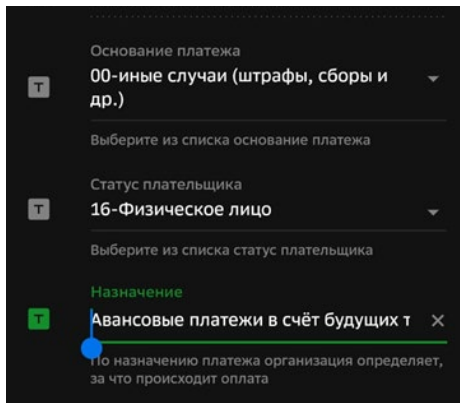 Основание платежа
00-иные случаи (штрафы, сборы и
др.)
Выберите из списка основание платежа
Статус плательщика
16-Физическое лицо
Выберите из списка статус плательщика
Назначение
Авансовые платежи в счёт будущих т
По назначению платежа организация определяет,
за что происходит оплата